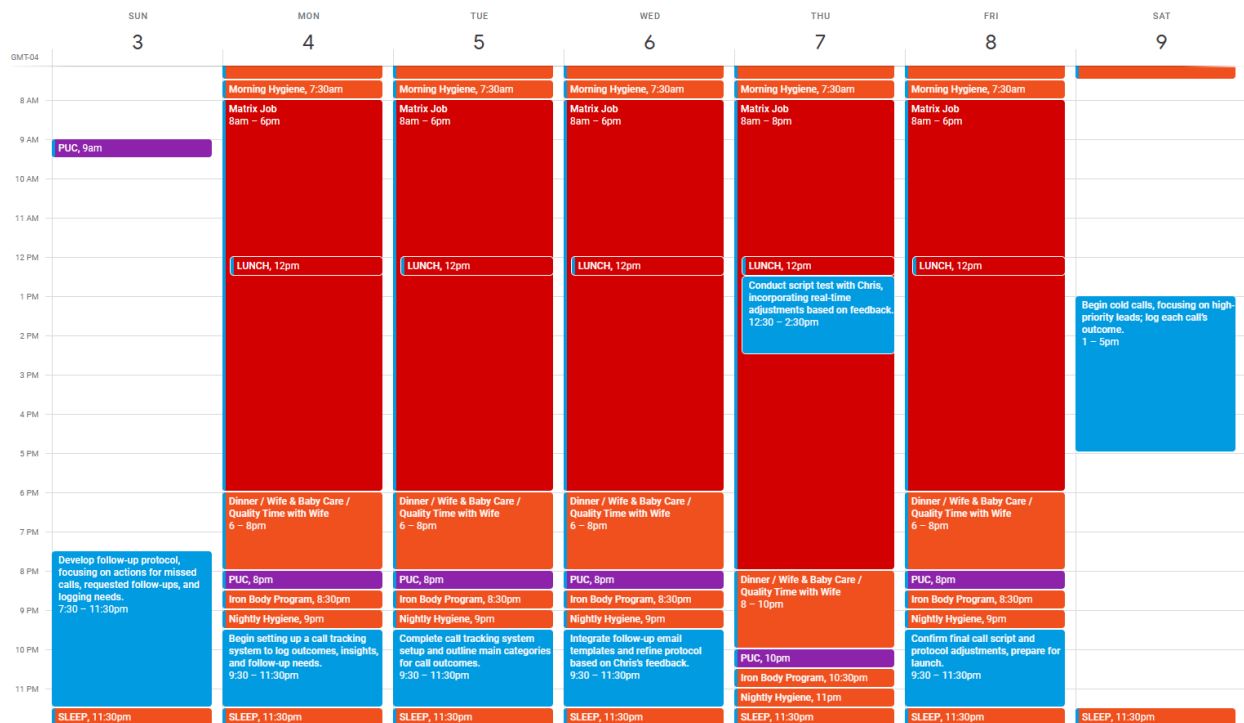 SUN
MON
TUE
WED
THU
FRI
SAT
3
4
5
6
7
8
9
GMT-04
8 AM
9 AM
10 AM
11 AM
12 PM
1 PM
2 PM
3 PM
4 PM
5 PM
6 PM
7 PM
8 PM
9 PM
10 PM
11 PM
PUC, 9am
Develop follow-up protocol,
focusing on actions for missed
calls, requested follow-ups, and
logging needs.
7:30 – 11:30pm
SLEEP, 11:30pm
Morning Hygiene, 7:30am
Matrix Job
8am – 6pm
LUNCH, 12pm
Dinner / Wife & Baby Care /
Quality Time with Wife
6 – 8pm
PUC, 8pm
Iron Body Program, 8:30pm
Nightly Hygiene, 9pm
Begin setting up a call tracking
system to log outcomes, insights,
and follow-up needs.
9:30 – 11:30pm
SLEEP, 11:30pm
Morning Hygiene, 7:30am
Matrix Job
8am – 6pm
LUNCH, 12pm
Dinner / Wife & Baby Care /
Quality Time with Wife
6 – 8pm
PUC, 8pm
Iron Body Program, 8:30pm
Nightly Hygiene, 9pm
Complete call tracking system
setup and outline main categories
for call outcomes.
9:30 – 11:30pm
SLEEP, 11:30pm
Morning Hygiene, 7:30am
Matrix Job
8am – 6pm
LUNCH, 12pm
Dinner / Wife & Baby Care /
Quality Time with Wife
6 – 8pm
PUC, 8pm
Iron Body Program, 8:30pm
Nightly Hygiene, 9pm
Integrate follow-up email
templates and refine protocol
based on Chris's feedback.
9:30 – 11:30pm
SLEEP, 11:30pm
Morning Hygiene, 7:30am
Matrix Job
8am – 8pm
LUNCH, 12pm
Conduct script test with Chris,
incorporating real-time
adjustments based on feedback.
12:30 – 2:30pm
Dinner / Wife & Baby Care /
Quality Time with Wife
8 – 10pm
PUC, 10pm
Iron Body Program, 10:30pm
Nightly Hygiene, 11pm
SLEEP, 11:30pm
Morning Hygiene, 7:30am
Matrix Job
8am – 6pm
LUNCH, 12pm
Dinner / Wife & Baby Care /
Quality Time with Wife
6 – 8pm
PUC, 8pm
Iron Body Program, 8:30pm
Nightly Hygiene, 9pm
Confirm final call script and
protocol adjustments, prepare for
launch.
9:30 – 11:30pm
SLEEP, 11:30pm
Begin cold calls, focusing on high-
priority leads; log each call's
outcome.
1 – 5pm
SLEEP, 11:30pm